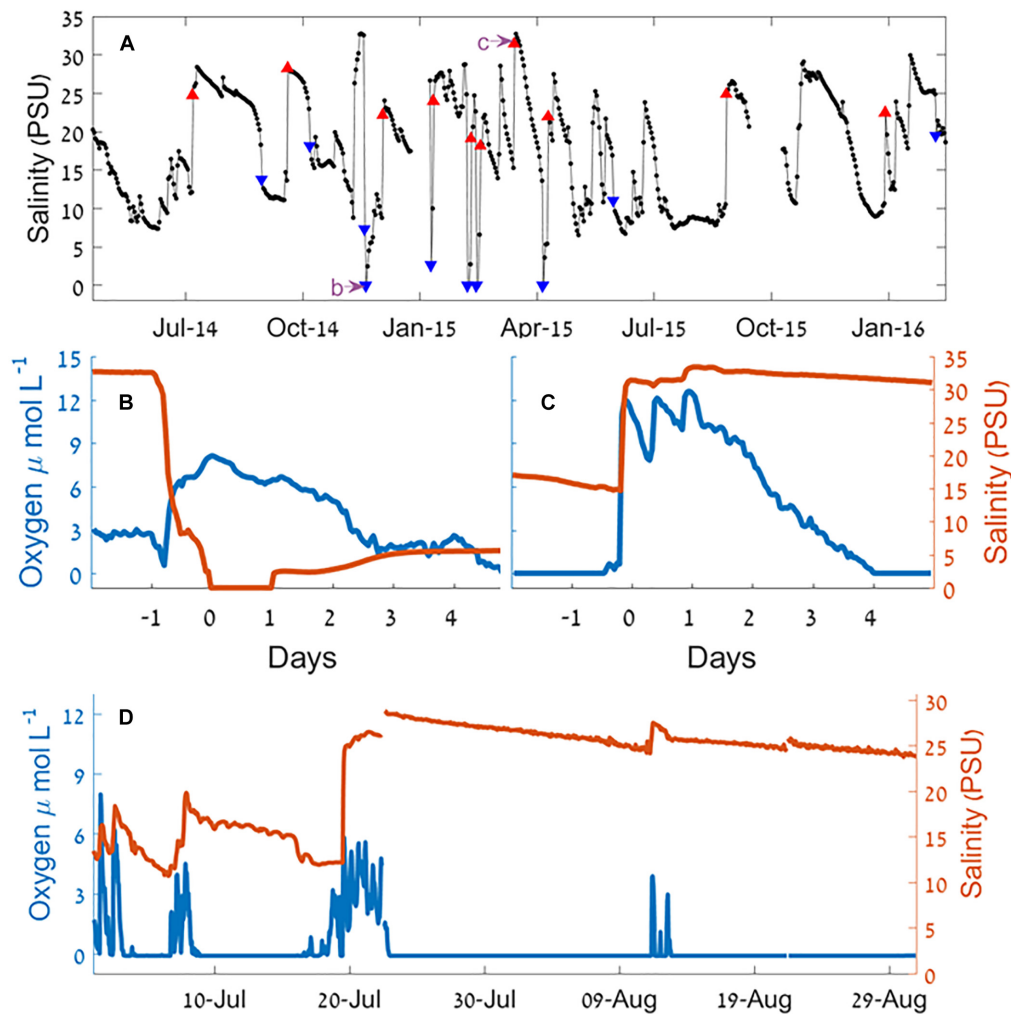 A
35
30
25
20
15
10
5
0
Salinity (PSU)
c
b
Jul-14 Oct-14 Jan-15 Apr-15 Jul-15 Oct-15 Jan-16
B
15
12
9
6
3
0
Oxygen μ mol L-1
-1 0 1 2 3 4
Days
C
35
30
25
20
15
10
5
0
Salinity (PSU)
-1 0 1 2 3 4
Days
D
12
9
6
3
0
Oxygen μ mol L-1
30
25
20
15
10
5
0
Salinity (PSU)
10-Jul 20-Jul 30-Jul 09-Aug 19-Aug 29-Aug